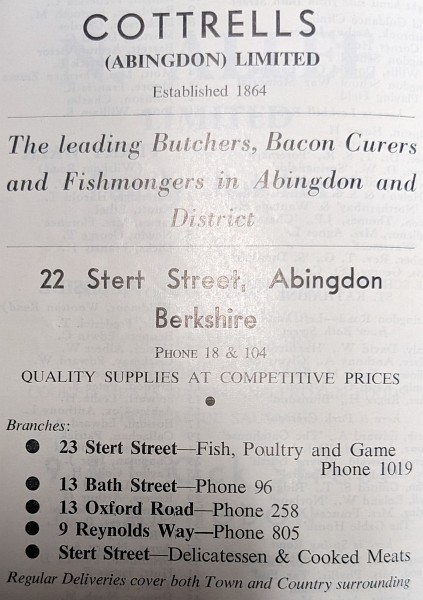 COTTRELLS
(ABINGDON) LIMITED
Established 1864
The leading Butchers, Bacon Curers
and Fishmongers in Abingdon and
District
22 Stert Street, Abingdon
Berkshire
PHONE 18 & 104
QUALITY SUPPLIES AT COMPETITIVE PRICES
Branches:
● 23 Stert Street—Fish, Poultry and Game
Phone 1019
● 13 Bath Street—Phone 96
● 13 Oxford Road—Phone 258
● 9 Reynolds Way—Phone 805
● Stert Street—Delicatessen & Cooked Meats
Regular Deliveries cover both Town and Country surrounding